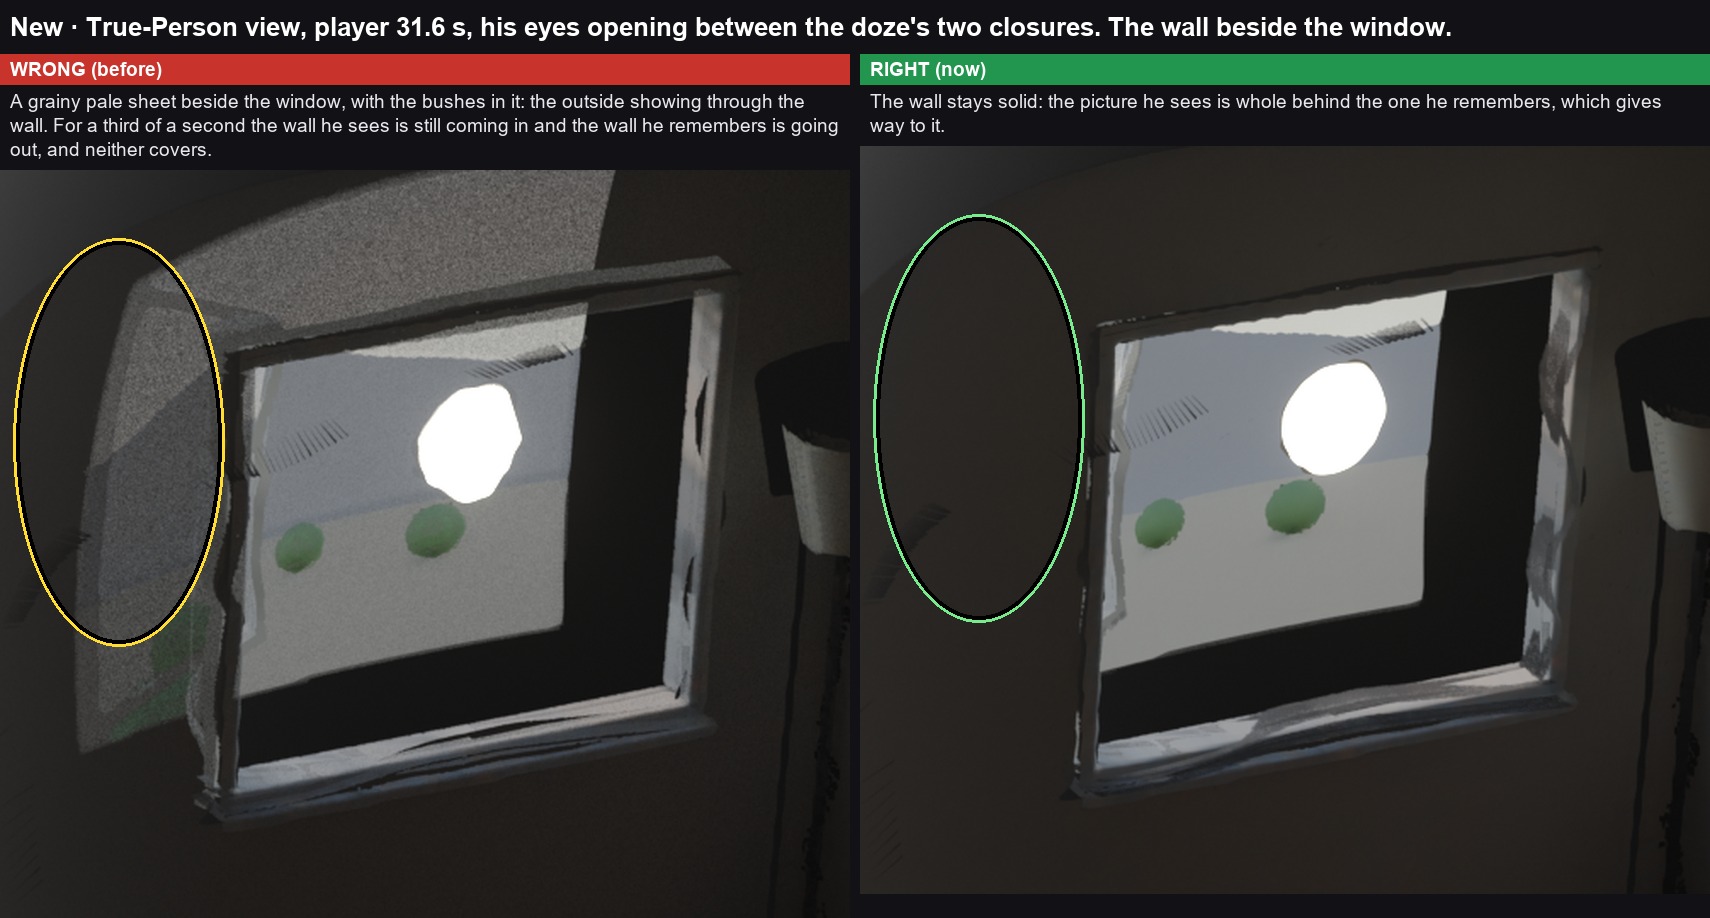 New · True-Person view, player 31.6 s, his eyes opening between the doze's two closures. The wall beside the window.
WRONG (before)
A grainy pale sheet beside the window, with the bushes in it: the outside showing through the
wall. For a third of a second the wall he sees is still coming in and the wall he remembers is going
out, and neither covers.
RIGHT (now)
The wall stays solid: the picture he sees is whole behind the one he remembers, which gives
way to it.